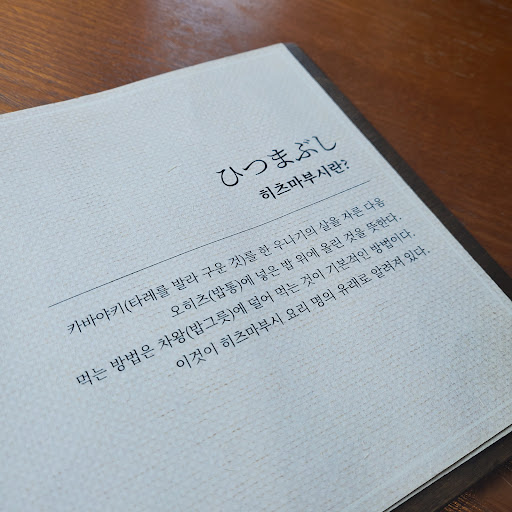 ひつまぶし
히츠마부시란?
카바야키(타레를 발라 구운 것)를 한 우나기의 살을 자른 다음
오히츠(밥통)에 넣은 밥 위에 올린 것을 뜻한다.
먹는 방법은 차왕(밥그릇)에 덜어 먹는 것이 기본적인 방법이다.
이것이 히츠마부시 요리 명의 유래로 알려져 있다.